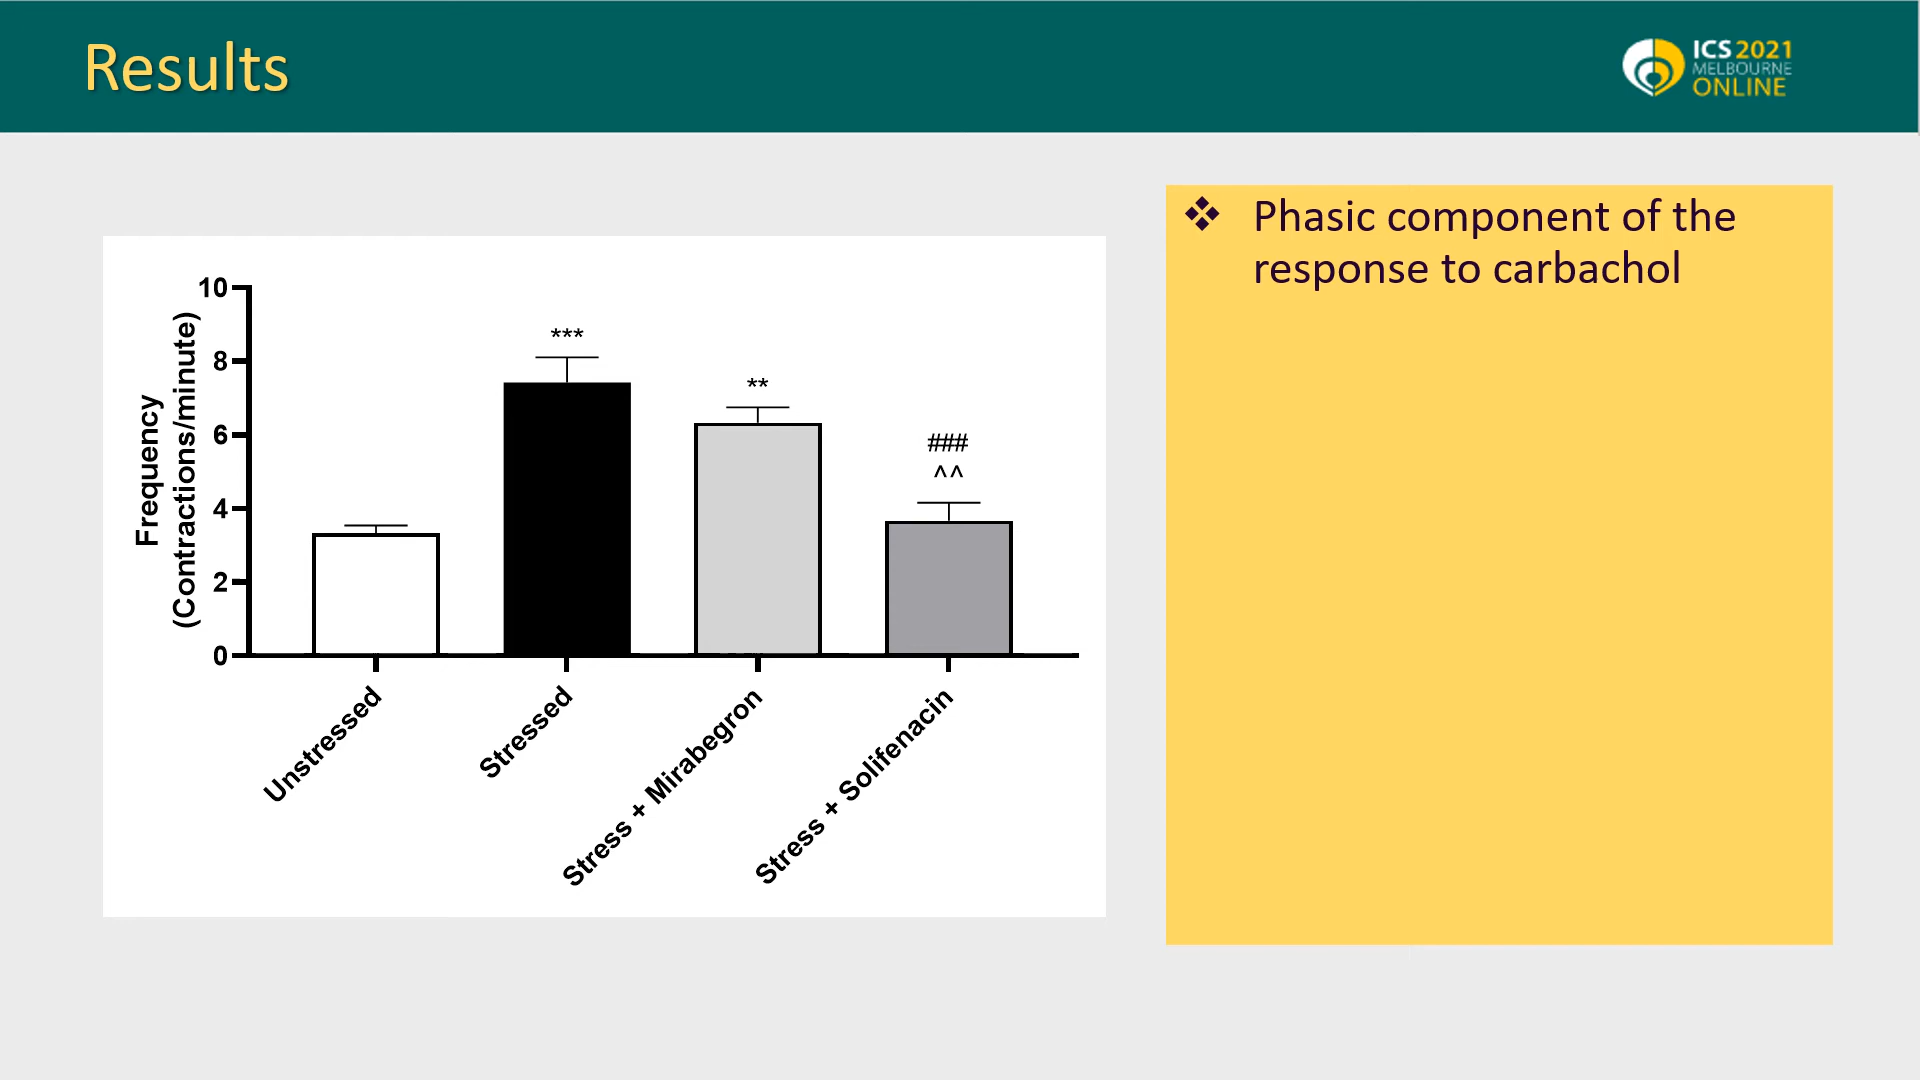 Results
ICS 2021
MELBOURNE
ONLINE
❖ Phasic component of the
response to carbachol
Frequency
(Contractions/minute)
10
8
6
4
2
0
***
**
###
^^
Unstressed
Stressed
Stress + Mirabegron
Stress + Solifenacin